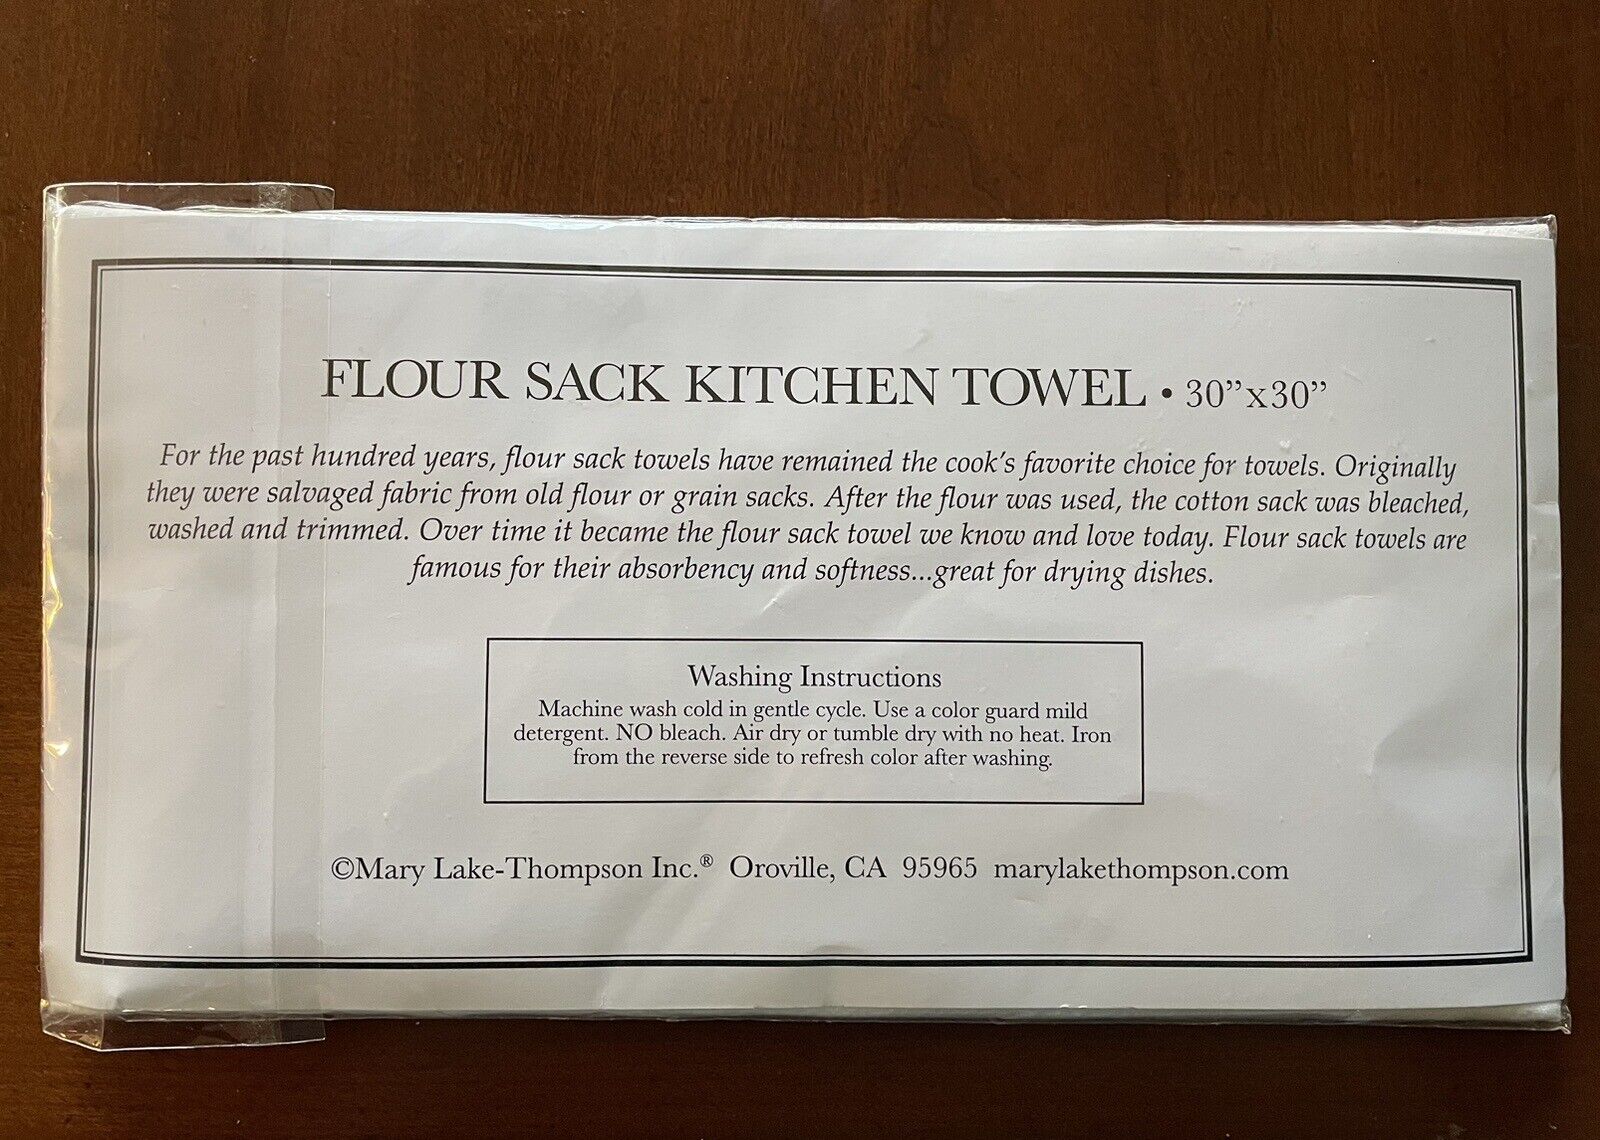 FLOUR SACK KITCHEN TOWEL • 30”x30”
For the past hundred years, flour sack towels have remained the cook’s favorite choice for towels. Originally
they were salvaged fabric from old flour or grain sacks. After the flour was used, the cotton sack was bleached,
washed and trimmed. Over time it became the flour sack towel we know and love today. Flour sack towels are
famous for their absorbency and softness...great for drying dishes.
Washing Instructions
Machine wash cold in gentle cycle. Use a color guard mild
detergent. NO bleach. Air dry or tumble dry with no heat. Iron
from the reverse side to refresh color after washing.
©Mary Lake-Thompson Inc.® Oroville, CA 95965 marylakethompson.com